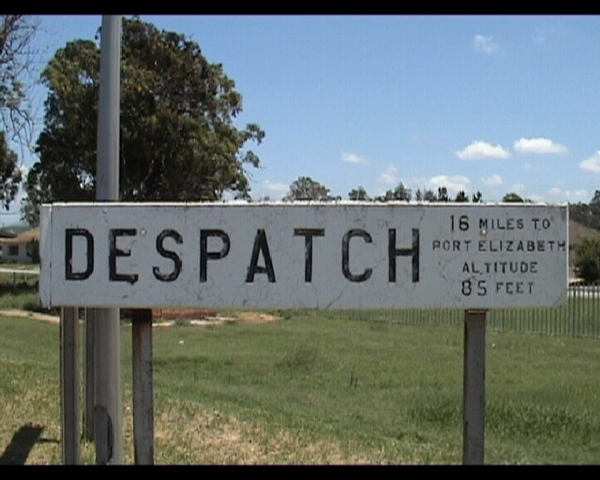 DESPATCH
16 MILES TO
PORT ELIZABETH
ALTITUDE
85 FEET